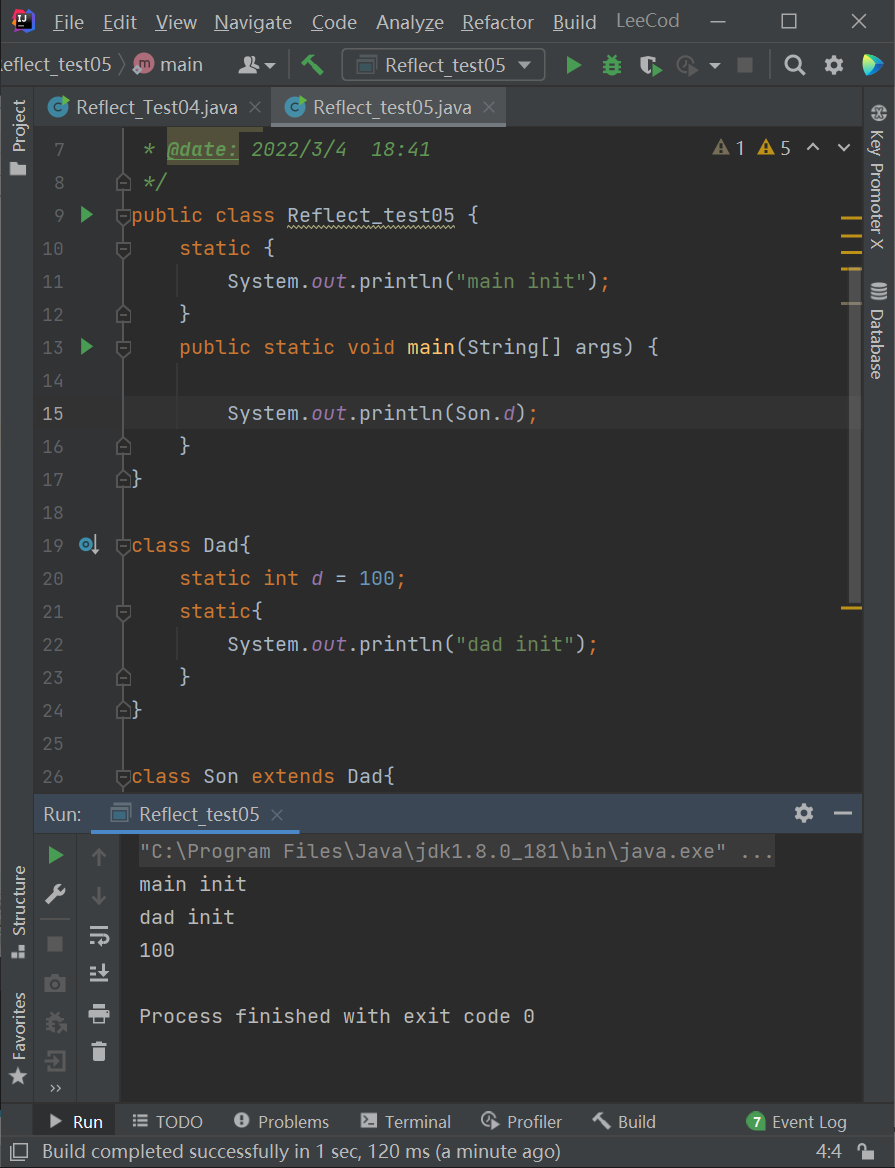 File Edit View Navigate Code Analyze Refactor Build LeeCod
eflect_test05 main Reflect_test05
Reflect_Test04.java Reflect_test05.java
Project
Key Promoter X
Database
1 5
7 * @date: 2022/3/4 18:41
8 */
9 public class Reflect_test05 {
10 static {
11 System.out.println("main init");
12 }
13 public static void main(String[] args) {
14
15 System.out.println(Son.d);
16 }
17 }
18
19 class Dad{
20 static int d = 100;
21 static{
22 System.out.println("dad init");
23 }
24 }
25
26 class Son extends Dad{
Run: Reflect_test05
Structure
Favorites
"C:\Program Files\Java\jdk1.8.0_181\bin\java.exe" ...
main init
dad init
100
Process finished with exit code 0
Run TODO Problems Terminal Profiler Build 7 Event Log
Build completed successfully in 1 sec, 120 ms (a minute ago) 4:4